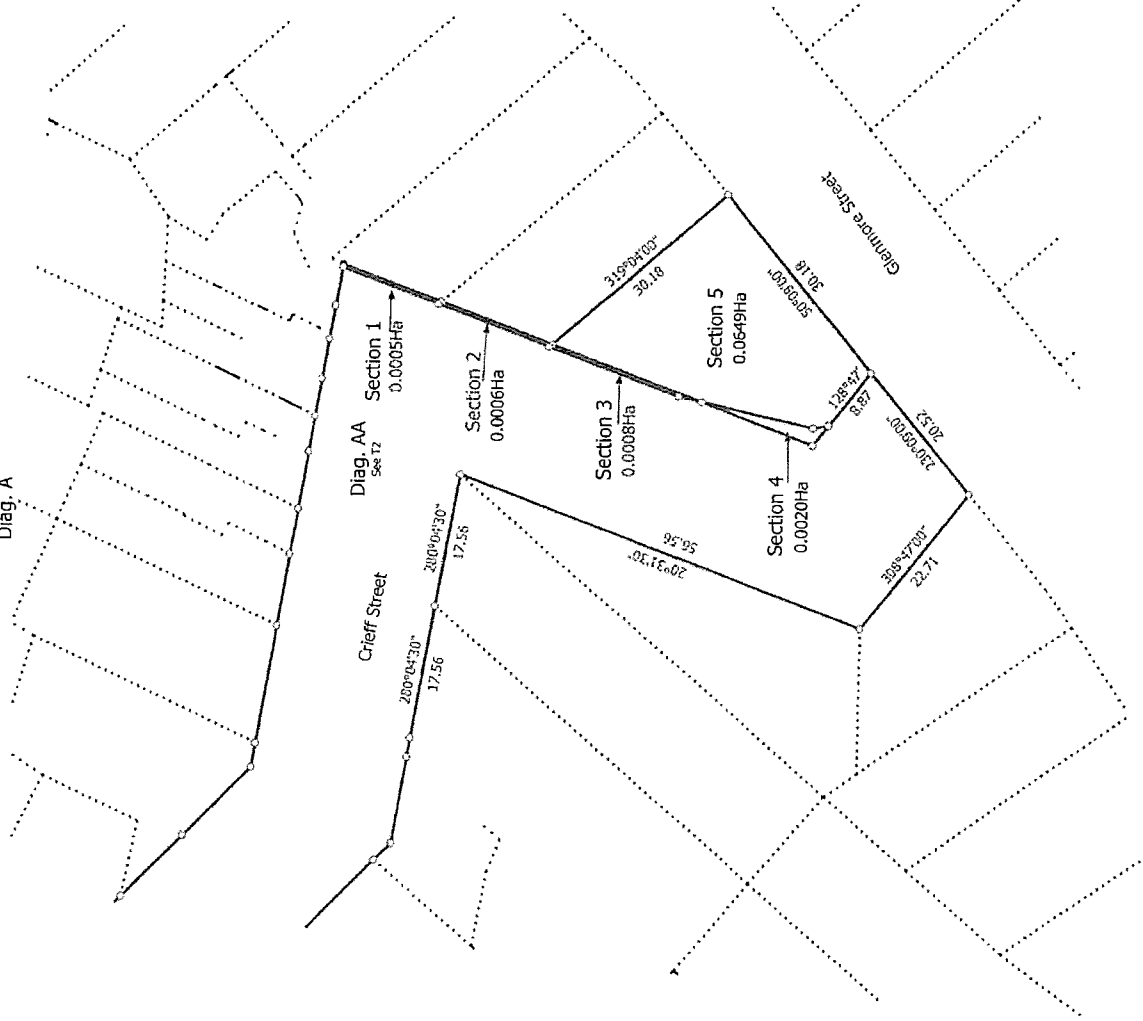 Diag. A
Glenmore Street
319°04'00"
30.18
Section 1
0.0005Ha
Section 2
0.0006Ha
Section 5
0.0649Ha
30.18
50°09'00"
Diag. AA
See T2
Section 3
0.0008Ha
128°47'
8.87
20.52
230°09'00"
Section 4
0.0020Ha
280°04'30"
17.56
56.56
20°31'30"
Crieff Street
308°47'00"
22.71
280°04'30"
17.56